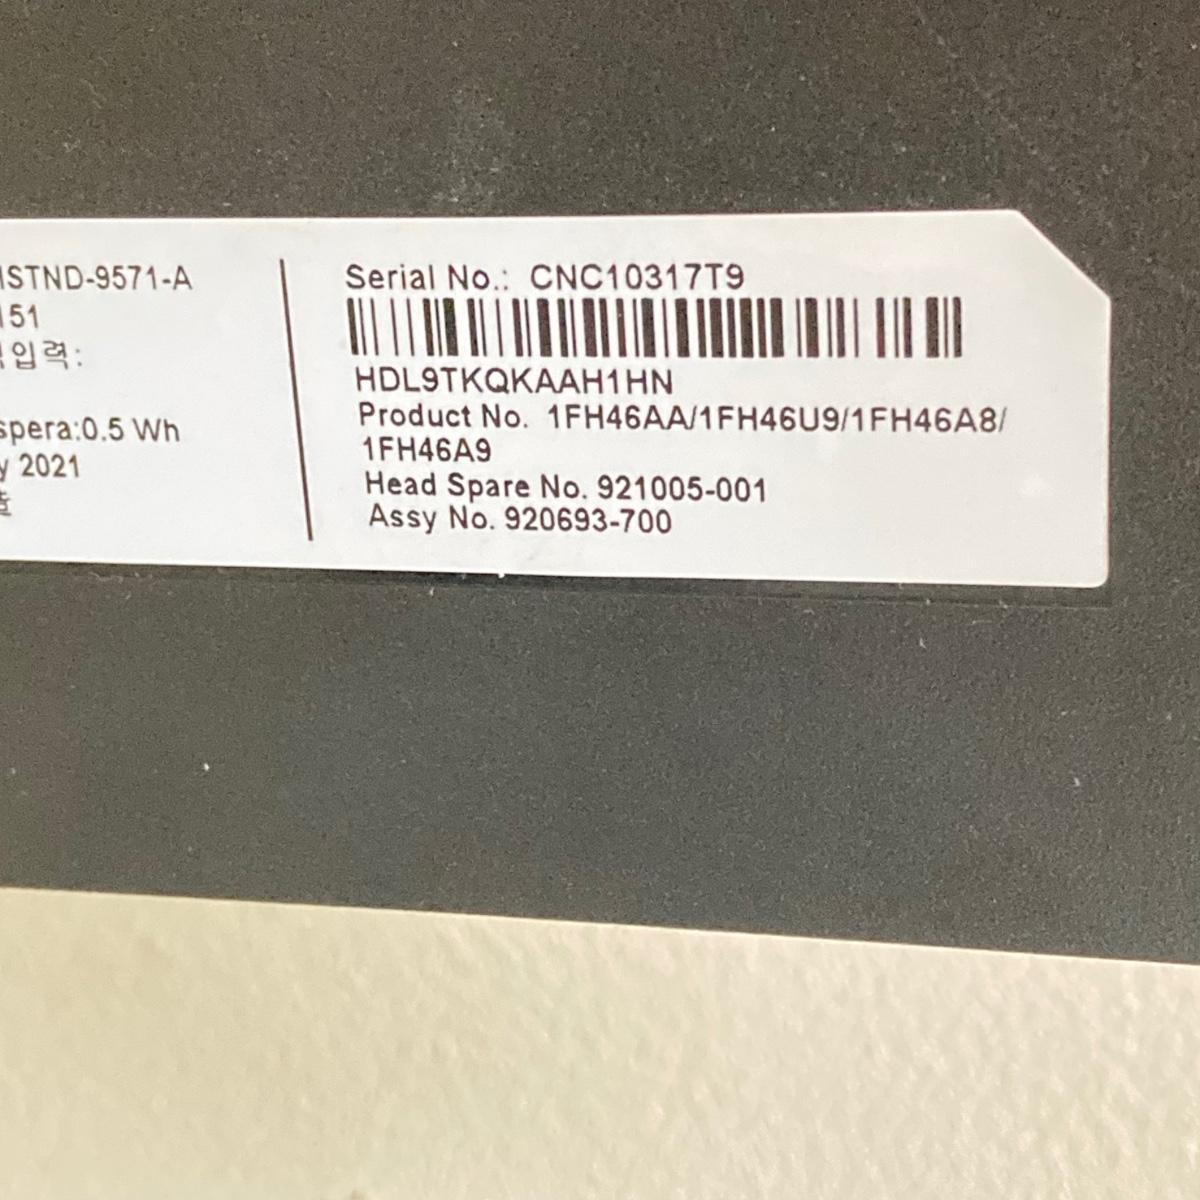 HSTND-9571-A
151
입력:
spera:0.5 Wh
y 2021
Serial No.: CNC10317T9
HDL9TKQKAAH1HN
Product No. 1FH46AA/1FH46U9/1FH46A8/
1FH46A9
Head Spare No. 921005-001
Assy No. 920693-700